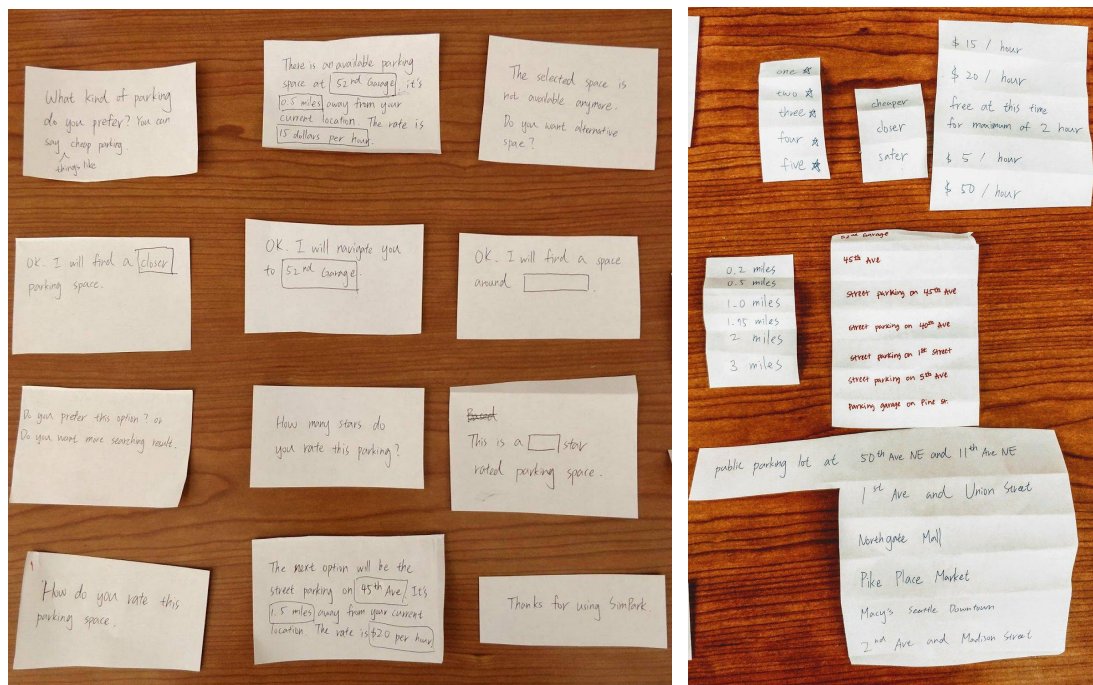 What kind of parking
do you prefer? You can
say cheap parking.
things like
There is an available parking
space at 52nd Garage. it's
0.5 miles away from your
current location. The rate is
15 dollars per hour.
The selected space is
not available anymore.
Do you want alternative
space?
OK. I will find a closer
parking space.
OK. I will navigate you
to 52nd Garage.
OK. I will find a space
around
Do you prefer this option? or
Do you want more searching result.
How many stars do
you rate this parking?
This is a star
rated parking space.
How do you rate this
parking space.
The next option will be the
street parking on 45th Ave. It's
1.5 miles away from your current
location. The rate is $20 per hour
Thanks for using SimPark.
one ☆
two ☆
three ☆
four ☆
five ☆
cheaper
closer
safer
$ 15 / hour
$ 20 / hour
free at this time
for maximum of 2 hour
$ 5 / hour
$ 50 / hour
0.2 miles
0.5 miles
1.0 miles
1.75 miles
2 miles
3 miles
52nd Garage
45th Ave
Street parking on 45th Ave
street parking on 40th Ave
street parking on 1st Street
street parking on 5th Ave
Parking garage on Pine St.
public parking lot at 50th Ave NE and 11th Ave NE
1st Ave and Union Street
Northgate Mall
Pike Place Market
Macy's Seattle Downtown
2nd Ave and Madison Street